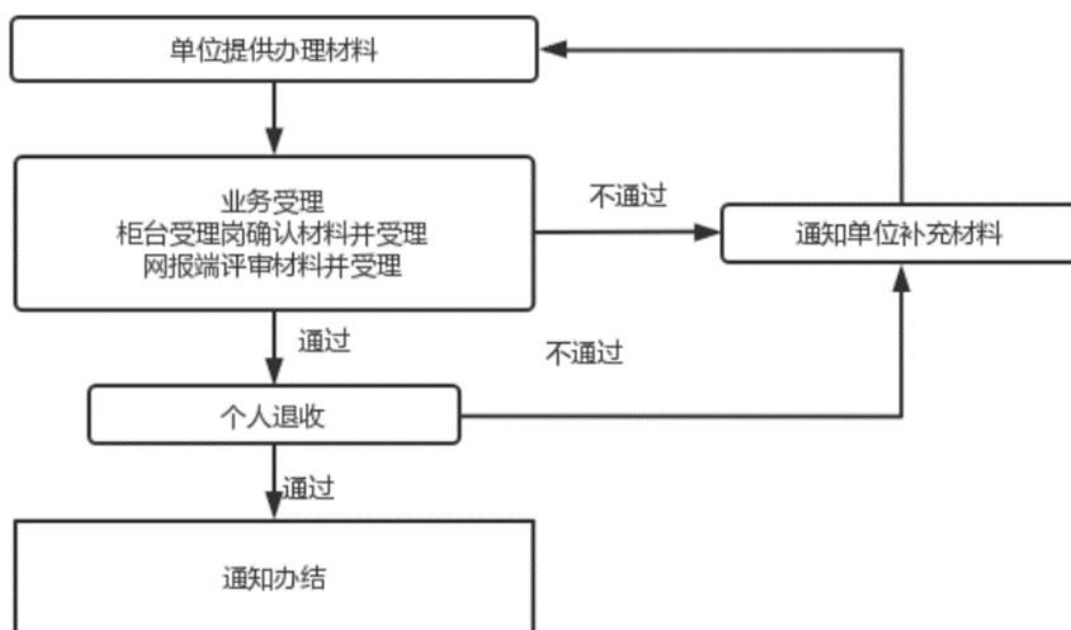 单位提供办理材料
业务受理
柜台受理岗确认材料并受理
网报端评审材料并受理
不通过
通知单位补充材料
通过
不通过
个人退收
通过
通知办结